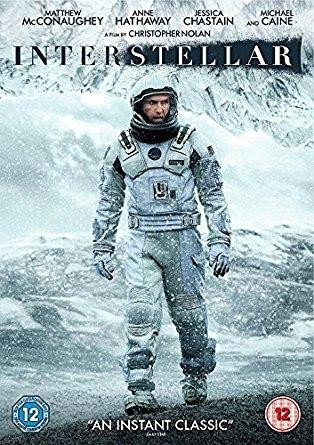 MATTHEW McCONAUGHEY ANNE HATHAWAY JESSICA CHASTAIN MICHAEL AND CAINE
A FILM BY CHRISTOPHER NOLAN
INTERSTELLAR
"AN INSTANT CLASSIC"
12 12